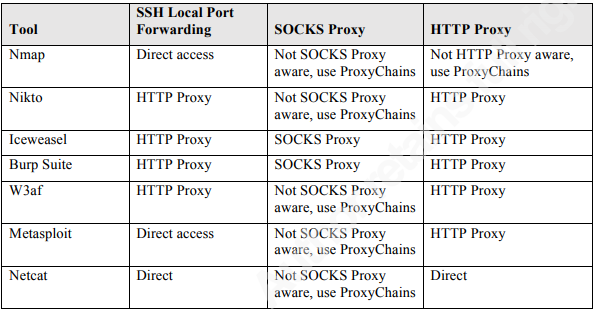 Tool SSH Local Port Forwarding SOCKS Proxy HTTP Proxy
Nmap Direct access Not SOCKS Proxy aware, use ProxyChains Not HTTP Proxy aware, use ProxyChains
Nikto HTTP Proxy Not SOCKS Proxy aware, use ProxyChains HTTP Proxy
Iceweasel HTTP Proxy SOCKS Proxy HTTP Proxy
Burp Suite HTTP Proxy SOCKS Proxy HTTP Proxy
W3af HTTP Proxy Not SOCKS Proxy aware, use ProxyChains HTTP Proxy
Metasploit Direct access Not SOCKS Proxy aware, use ProxyChains HTTP Proxy
Netcat Direct Not SOCKS Proxy aware, use ProxyChains Direct